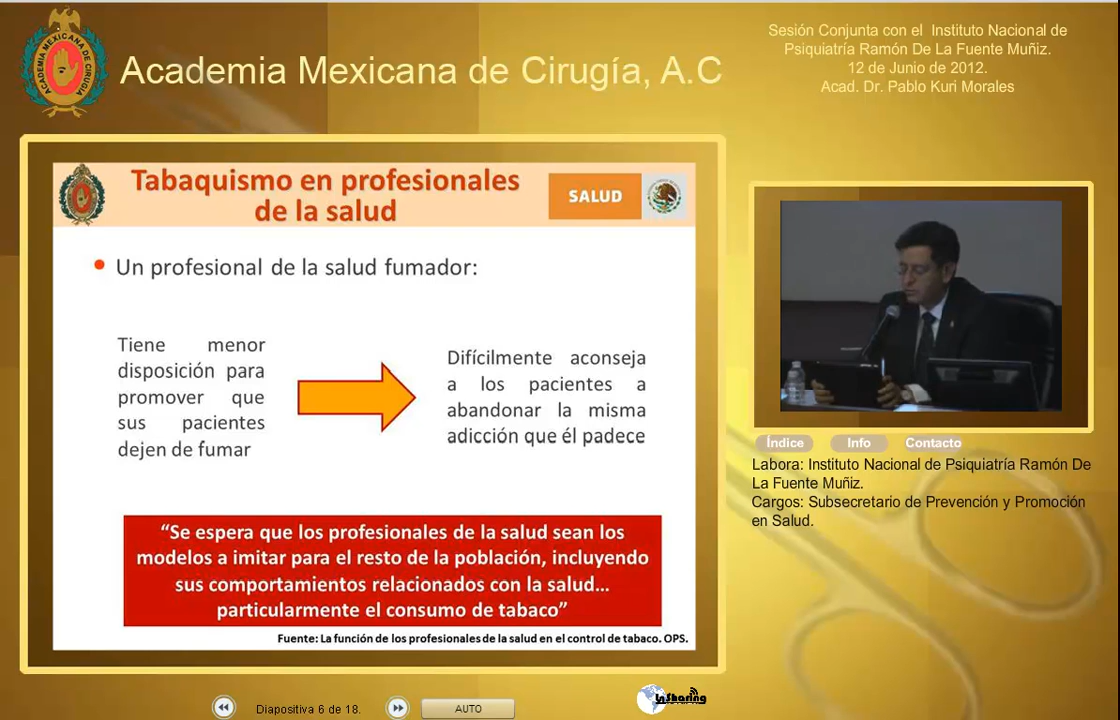 Academia Mexicana de Cirugía, A.C
ACADEMIA MEXICANA DE CIRUGIA
Sesión Conjunta con el Instituto Nacional de
Psiquiatría Ramón De La Fuente Muñiz.
12 de Junio de 2012.
Acad. Dr. Pablo Kuri Morales
Tabaquismo en profesionales
de la salud
SALUD
• Un profesional de la salud fumador:
Tiene menor
disposición para
promover que
sus pacientes
dejen de fumar
Difícilmente aconseja
a los pacientes a
abandonar la misma
adicción que él padece
“Se espera que los profesionales de la salud sean los
modelos a imitar para el resto de la población, incluyendo
sus comportamientos relacionados con la salud...
particularmente el consumo de tabaco”
Fuente: La función de los profesionales de la salud en el control de tabaco. OPS.
Índice Info Contacto
Labora: Instituto Nacional de Psiquiatría Ramón De
La Fuente Muñiz.
Cargos: Subsecretario de Prevención y Promoción
en Salud.
Diapositiva 6 de 18.
AUTO
InSharing